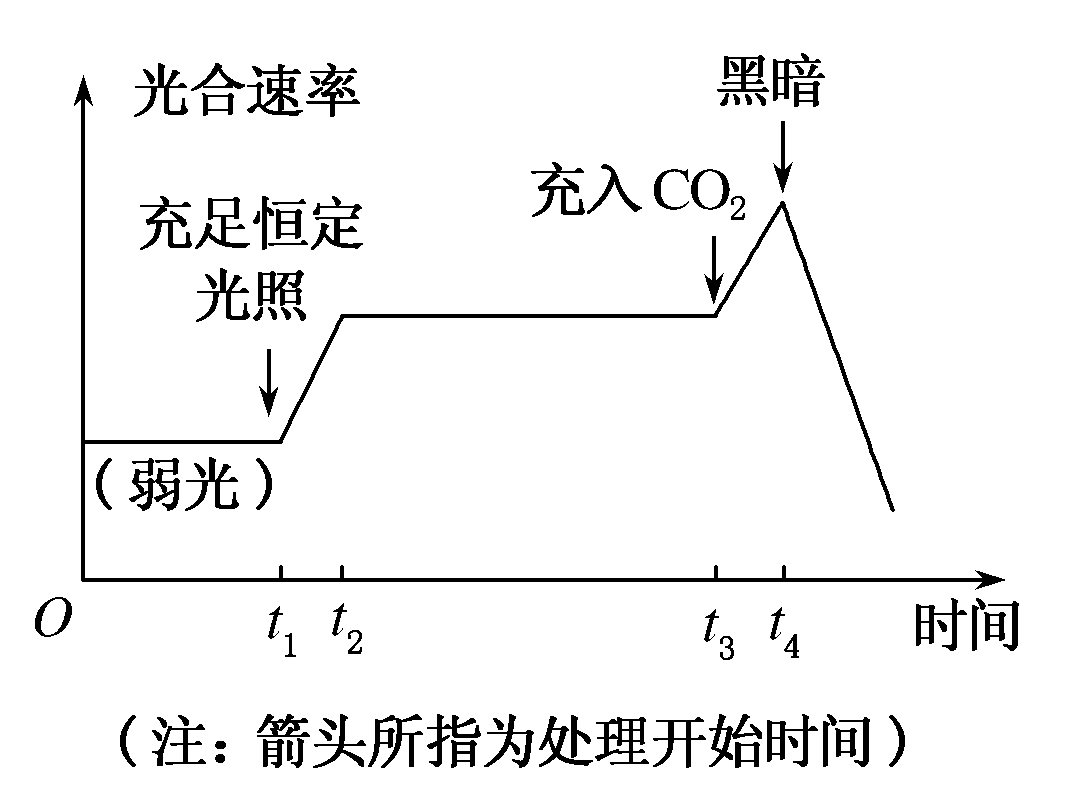 光合速率
黑暗
充入 CO₂
充足恒定
光照
(弱光)
O
t₁
t₂
t₃
t₄
时间
(注：箭头所指为处理开始时间)